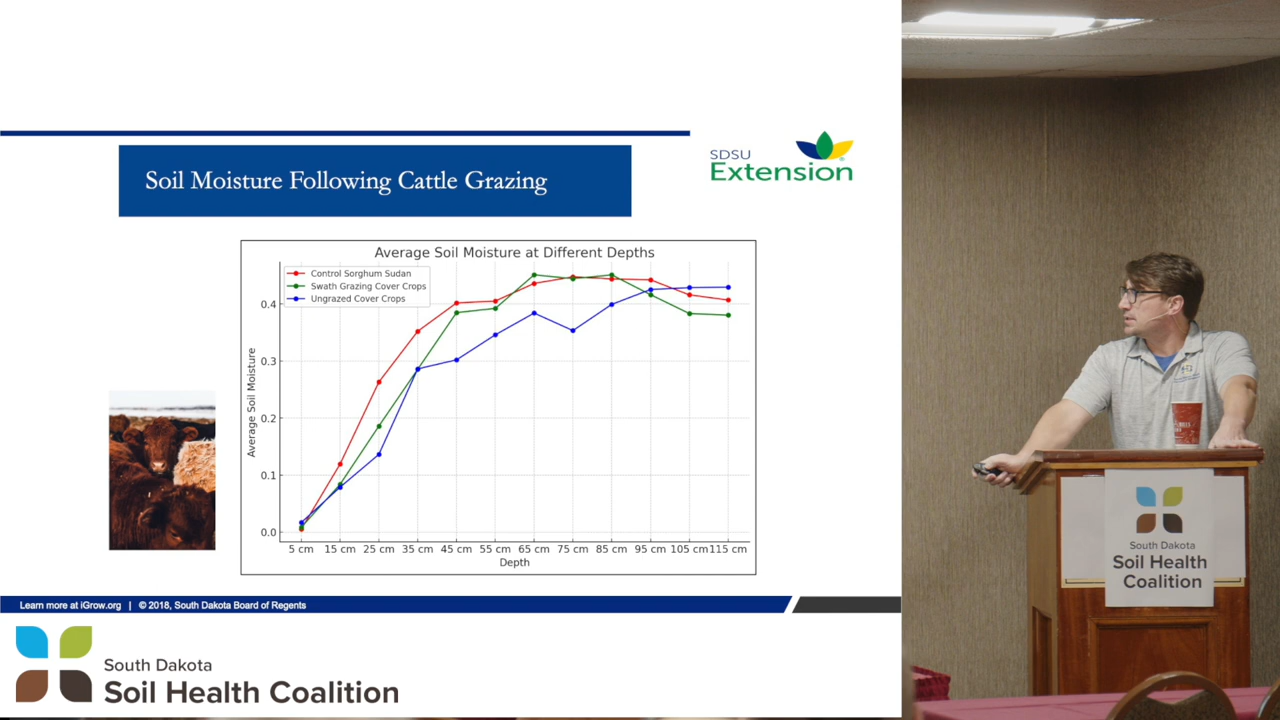 SDSU
Extension
Soil Moisture Following Cattle Grazing
Average Soil Moisture at Different Depths
Control Sorghum Sudan
Swath Grazing Cover Crops
Ungrazed Cover Crops
Average Soil Moisture
0.4
0.3
0.2
0.1
0.0
5 cm 15 cm 25 cm 35 cm 45 cm 55 cm 65 cm 75 cm 85 cm 95 cm 105 cm 115 cm
Depth
Learn more at iGrow.org | © 2018, South Dakota Board of Regents
South Dakota
Soil Health Coalition
South Dakota
Soil Health
Coalition